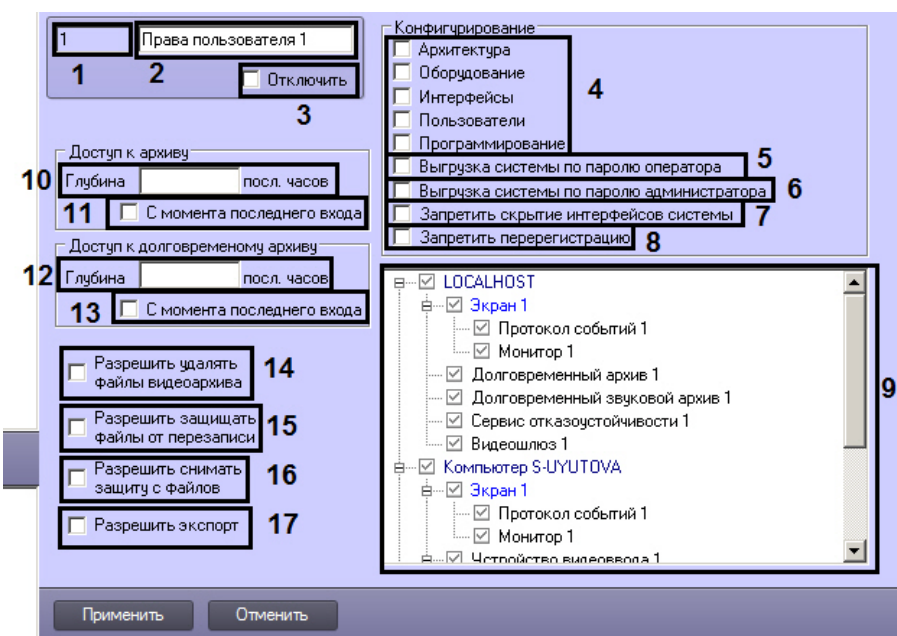 1
Права пользователя 1
1
2
Отключить
3
Доступ к архиву
10
Глубина посл. часов
11
С момента последнего входа
Доступ к долговременому архиву
12
Глубина посл. часов
13
С момента последнего входа
Разрешить удалять
файлы видеоархива
14
Разрешить защищать
файлы от перезаписи
15
Разрешить снимать
защиту с файлов
16
Разрешить экспорт
17
Конфигурирование
Архитектура
Оборудование
Интерфейсы
Пользователи
Программирование
4
Выгрузка системы по паролю оператора
5
Выгрузка системы по паролю администратора
6
Запретить скрытие интерфейсов системы
7
Запретить перерегистрацию
8
LOCALHOST
Экран 1
Протокол событий 1
Монитор 1
Долговременный архив 1
Долговременный звуковой архив 1
Сервис отказоустойчивости 1
Видеошлюз 1
Компьютер S-UYUTOVA
Экран 1
Протокол событий 1
Монитор 1
Устройство видеоввода 1
9
Применить
Отменить